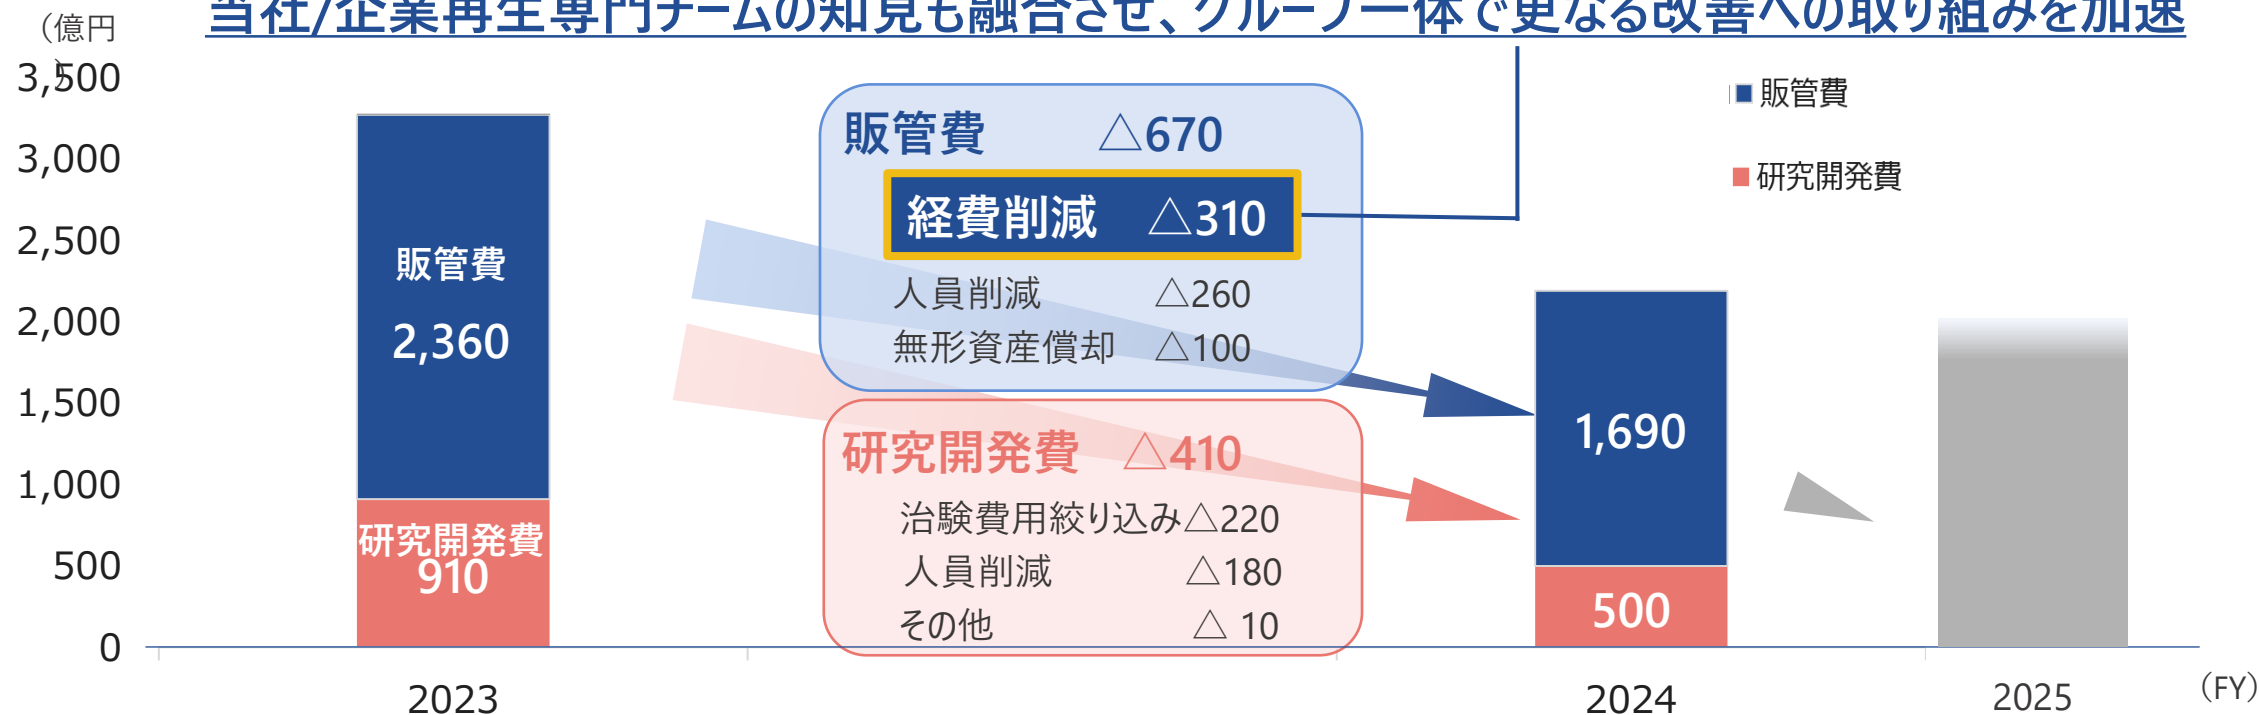 当社/企業再生専門チームの知見も融合させ、グループ一体で更なる改善への取り組みを加速
（億円
）
3,500
3,000
2,500
2,000
1,500
1,000
500
0
販管費
2,360
研究開発費
910
販管費 △670
経費削減 △310
人員削減 △260
無形資産償却 △100
研究開発費 △410
治験費用絞り込み△220
人員削減 △180
その他 △ 10
販管費
研究開発費
1,690
500
2023
2024
2025
（FY）